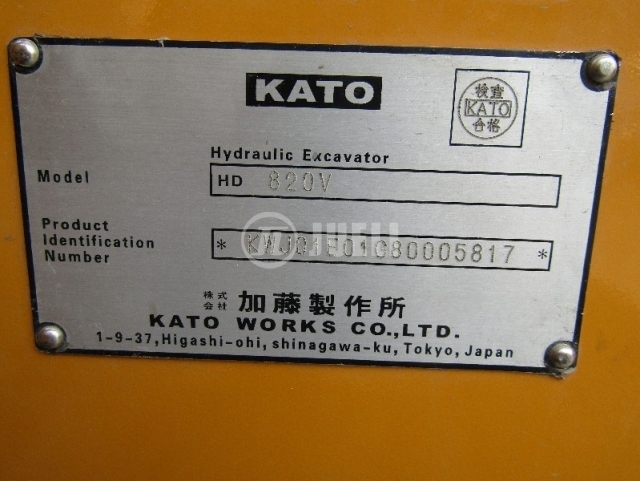 KATO
検査
KATO
合格
Hydraulic Excavator
Model HD 820V
Product
Identification
Number
株式
会社 加藤製作所
KATO WORKS CO.,LTD.
1-9-37,Higashi-ohi, shinagawa-ku, Tokyo, Japan